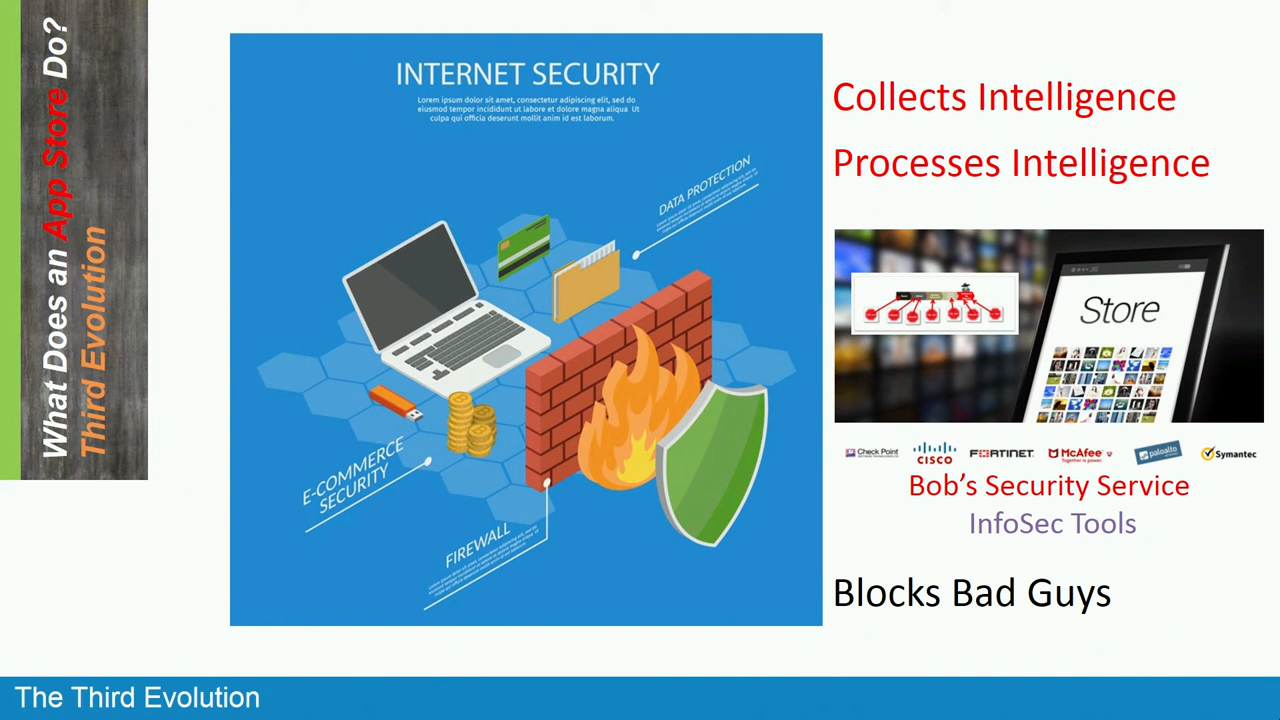 What Does an App Store Do?
Third Evolution
INTERNET SECURITY
Lorem ipsum dolor sit amet, consectetur adipiscing elit, sed do
eiusmod tempor incididunt ut labore et dolore magna aliqua Ut
culpa qui officia deserunt mollit anim id est laborum.
DATA PROTECTION
E-COMMERCE
SECURITY
FIREWALL
Collects Intelligence
Processes Intelligence
Store
Check Point
CISCO
FORTINET
McAfee
Together is power.
paloalto
Symantec
Bob's Security Service
InfoSec Tools
Blocks Bad Guys
The Third Evolution